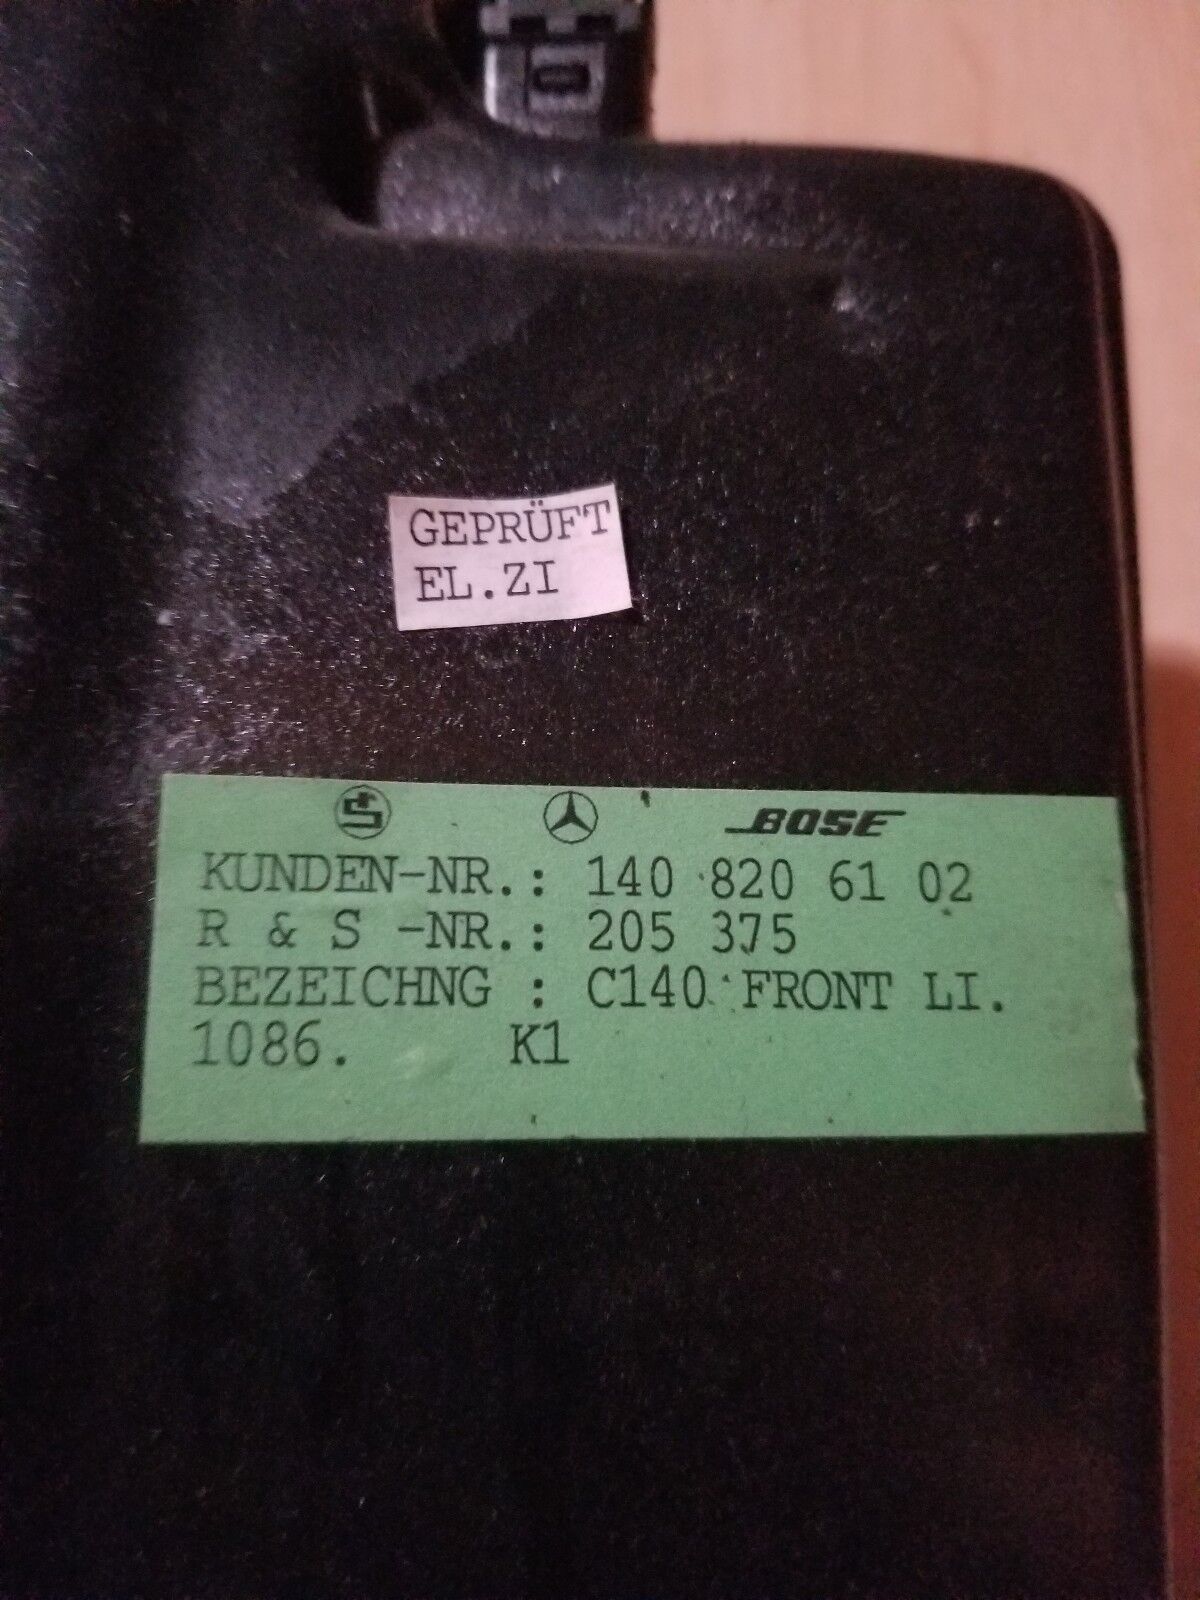 GEPRÜFT
EL.ZI
BOSE
KUNDEN-NR.: 140 820 61 02
R & S -NR.: 205 375
BEZEICHNG : C140 FRONT LI.
1086. K1